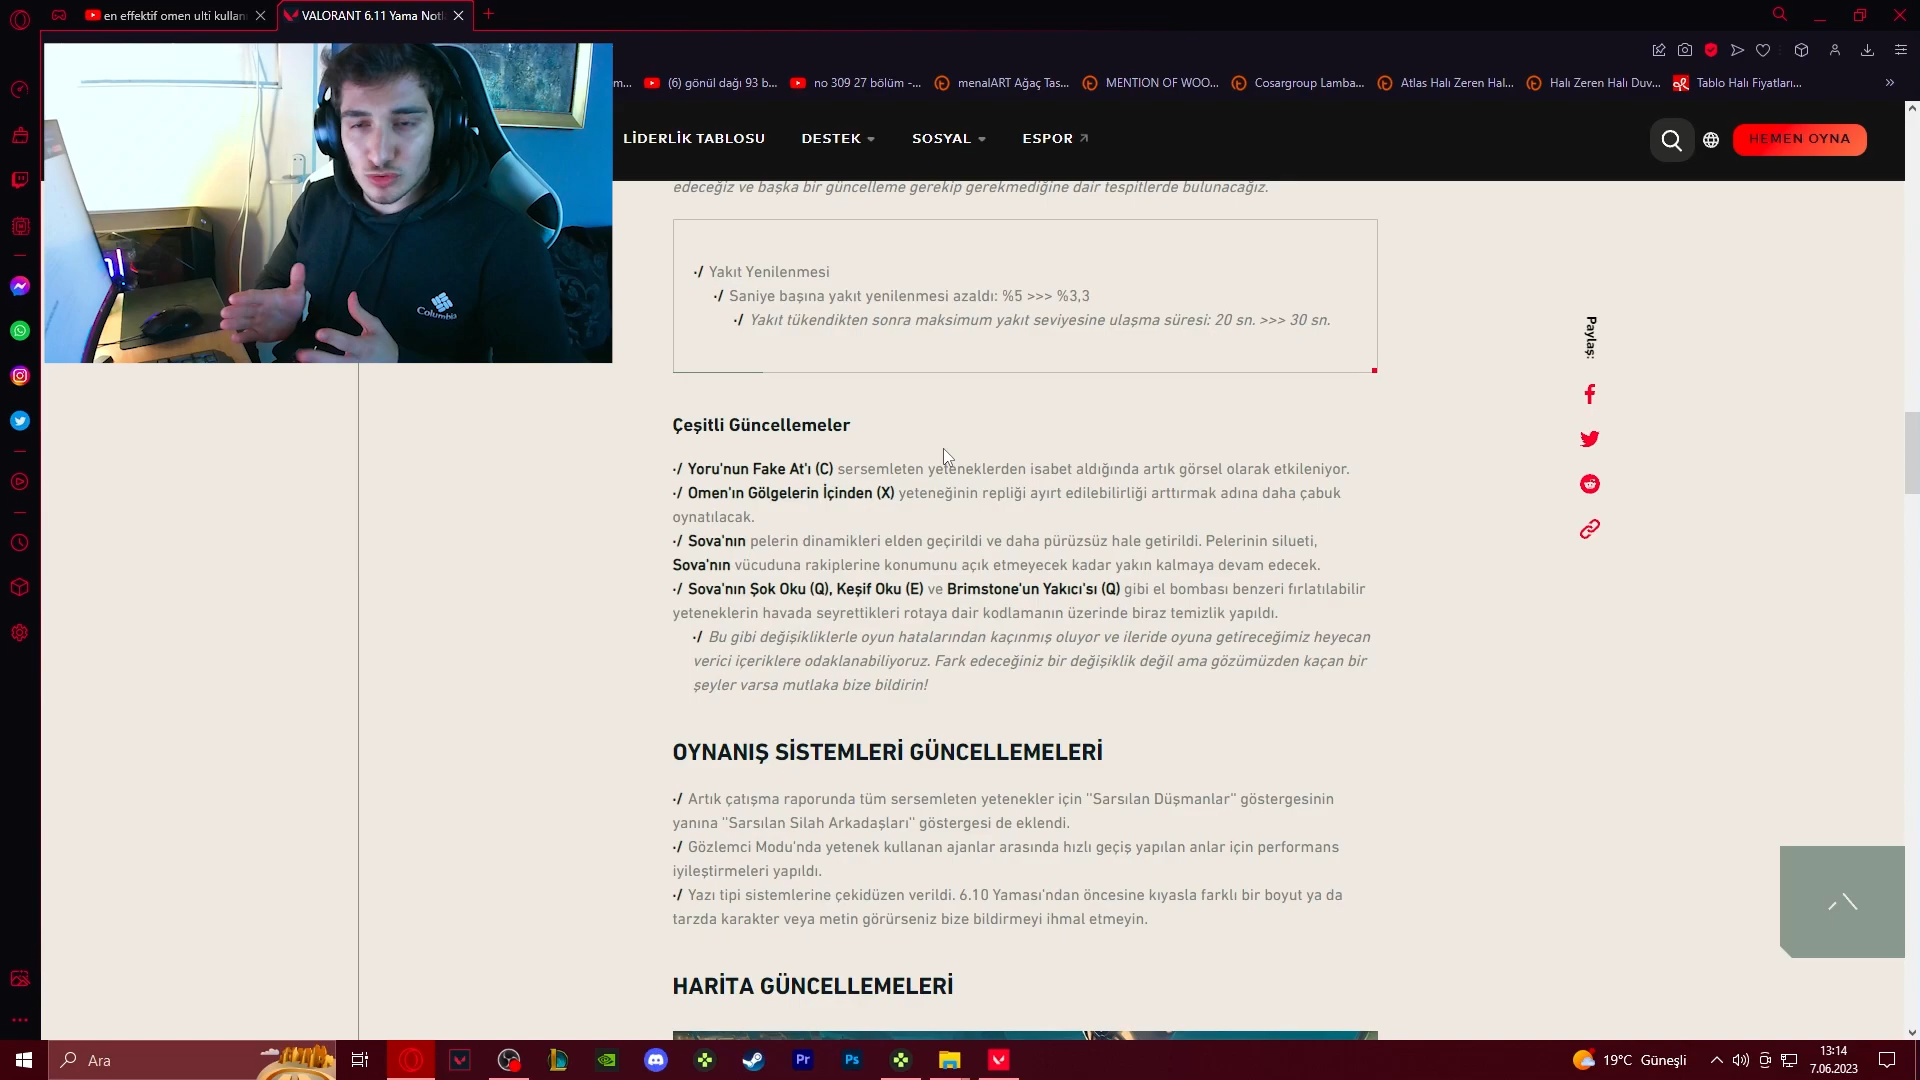 en effektif omen ulti kullan
VALORANT 6.11 Yama Notl
m...
(6) gönül dağı 93 b...
no 309 27 bölüm -...
menalART Ağaç Tas...
MENTION OF WOO...
Cosargroup Lamba...
Atlas Halı Zeren Hal...
Halı Zeren Halı Duv...
Tablo Halı Fiyatları...
LİDERLİK TABLOSU
DESTEK
SOSYAL
ESPOR
HEMEN OYNA
edeceğiz ve başka bir güncelleme gerekip gerekmediğine dair tespitlerde bulunacağız.
·/ Yakıt Yenilenmesi
·/ Saniye başına yakıt yenilenmesi azaldı: %5 >>> %3,3
·/ Yakıt tükendikten sonra maksimum yakıt seviyesine ulaşma süresi: 20 sn. >>> 30 sn.
Columbia
Paylaş:
Çeşitli Güncellemeler
·/ Yoru'nun Fake At'ı (C) sersemleten yeteneklerden isabet aldığında artık görsel olarak etkileniyor.
·/ Omen'ın Gölgelerin İçinden (X) yeteneğinin repliği ayırt edilebilirliği arttırmak adına daha çabuk
oynatılacak.
·/ Sova'nın pelerin dinamikleri elden geçirildi ve daha pürüzsüz hale getirildi. Pelerinin silueti,
Sova'nın vücuduna rakiplerine konumunu açık etmeyecek kadar yakın kalmaya devam edecek.
·/ Sova'nın Şok Oku (Q), Keşif Oku (E) ve Brimstone'un Yakıcı'sı (Q) gibi el bombası benzeri fırlatılabilir
yeteneklerin havada seyrettikleri rotaya dair kodlamanın üzerinde biraz temizlik yapıldı.
·/ Bu gibi değişikliklerle oyun hatalarından kaçınmış oluyor ve ileride oyuna getireceğimiz heyecan
verici içeriklere odaklanabiliyoruz. Fark edeceğiniz bir değişiklik değil ama gözümüzden kaçan bir
şeyler varsa mutlaka bize bildirin!
OYNANIŞ SİSTEMLERİ GÜNCELLEMELERİ
·/ Artık çatışma raporunda tüm sersemleten yetenekler için "Sarsılan Düşmanlar" göstergesinin
yanına "Sarsılan Silah Arkadaşları" göstergesi de eklendi.
·/ Gözlemci Modu'nda yetenek kullanan ajanlar arasında hızlı geçiş yapılan anlar için performans
iyileştirmeleri yapıldı.
·/ Yazı tipi sistemlerine çekidüzen verildi. 6.10 Yaması'ndan öncesine kıyasla farklı bir boyut ya da
tarzda karakter veya metin görürseniz bize bildirmeyi ihmal etmeyin.
HARİTA GÜNCELLEMELERİ
Ara
Pr
Ps
19°C Güneşli
13:14
7.06.2023